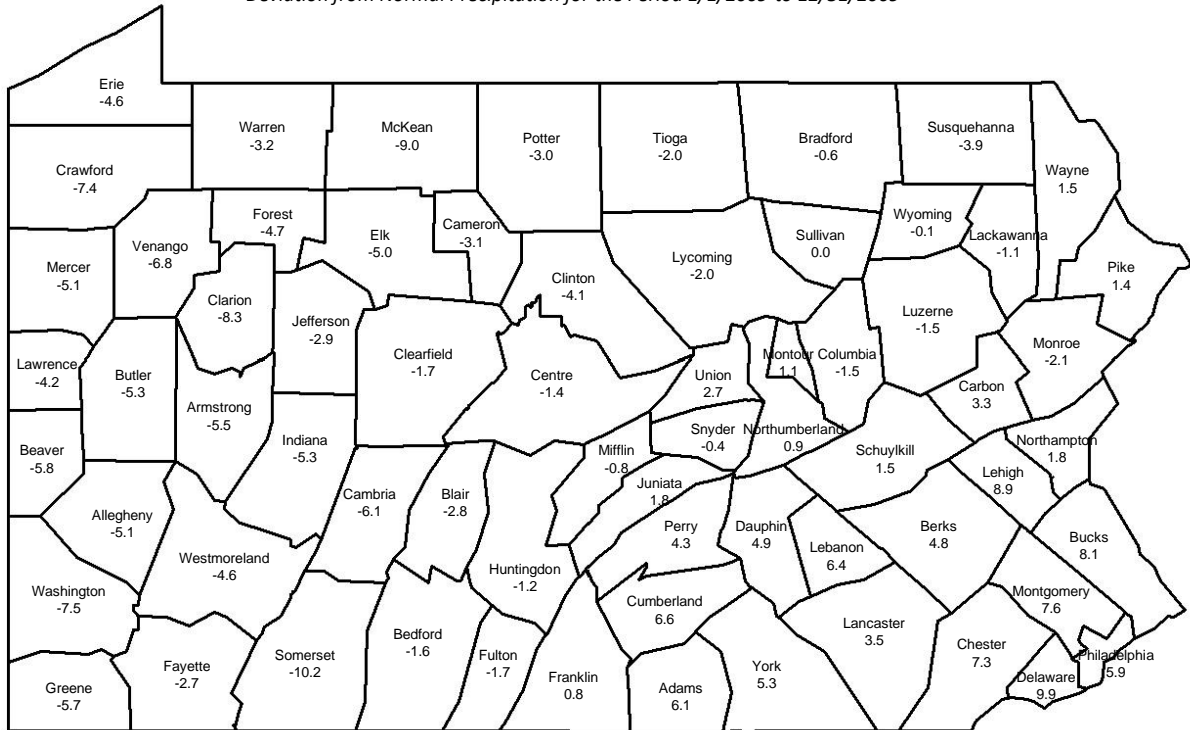 Deviation from Normal Precipitation for the Period 1/1/2009 to 12/31/2009
Erie
-4.6
Warren
-3.2
McKean
-9.0
Potter
-3.0
Tioga
-2.0
Bradford
-0.6
Susquehanna
-3.9
Wayne
1.5
Crawford
-7.4
Forest
-4.7
Venango
-6.8
Elk
-5.0
Cameron
-3.1
Wyoming
-0.1
Lackawanna
-1.1
Sullivan
0.0
Lycoming
-2.0
Mercer
-5.1
Clarion
-8.3
Clinton
-4.1
Pike
1.4
Jefferson
-2.9
Luzerne
-1.5
Monroe
-2.1
Lawrence
-4.2
Butler
-5.3
Clearfield
-1.7
Centre
-1.4
Union
2.7
Montour
1.1
Columbia
-1.5
Carbon
3.3
Armstrong
-5.5
Indiana
-5.3
Snyder
-0.4
Northumberland
0.9
Mifflin
-0.8
Schuylkill
1.5
Northampton
1.8
Beaver
-5.8
Lehigh
8.9
Juniata
1.8
Cambria
-6.1
Blair
-2.8
Allegheny
-5.1
Perry
4.3
Dauphin
4.9
Berks
4.8
Bucks
8.1
Lebanon
6.4
Westmoreland
-4.6
Huntingdon
-1.2
Washington
-7.5
Cumberland
6.6
Montgomery
7.6
Lancaster
3.5
Bedford
-1.6
Chester
7.3
Fulton
-1.7
Somerset
-10.2
Fayette
-2.7
York
5.3
Philadelphia
5.9
Franklin
0.8
Delaware
9.9
Greene
-5.7
Adams
6.1